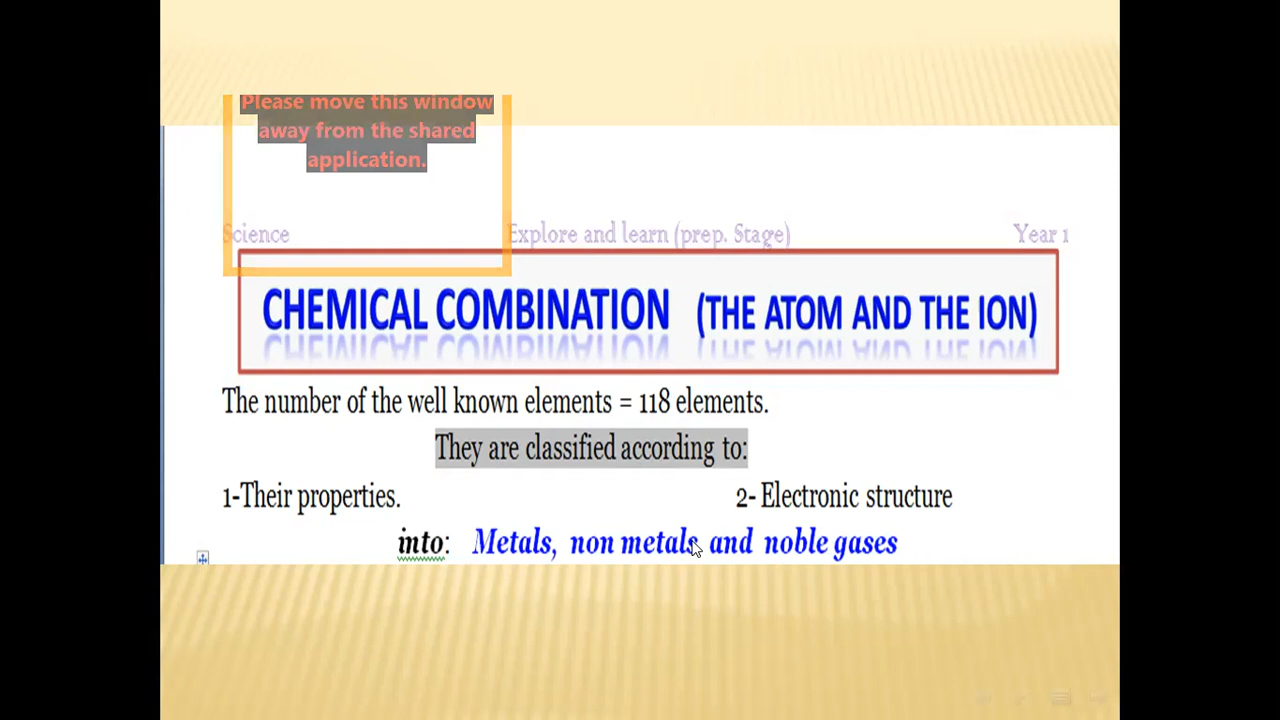 Please move this window
away from the shared
application.
Science Explore and learn (prep. Stage) Year 1
CHEMICAL COMBINATION (THE ATOM AND THE ION)
The number of the well known elements = 118 elements.
They are classified according to:
1-Their properties. 2- Electronic structure
into: Metals, non metals and noble gases